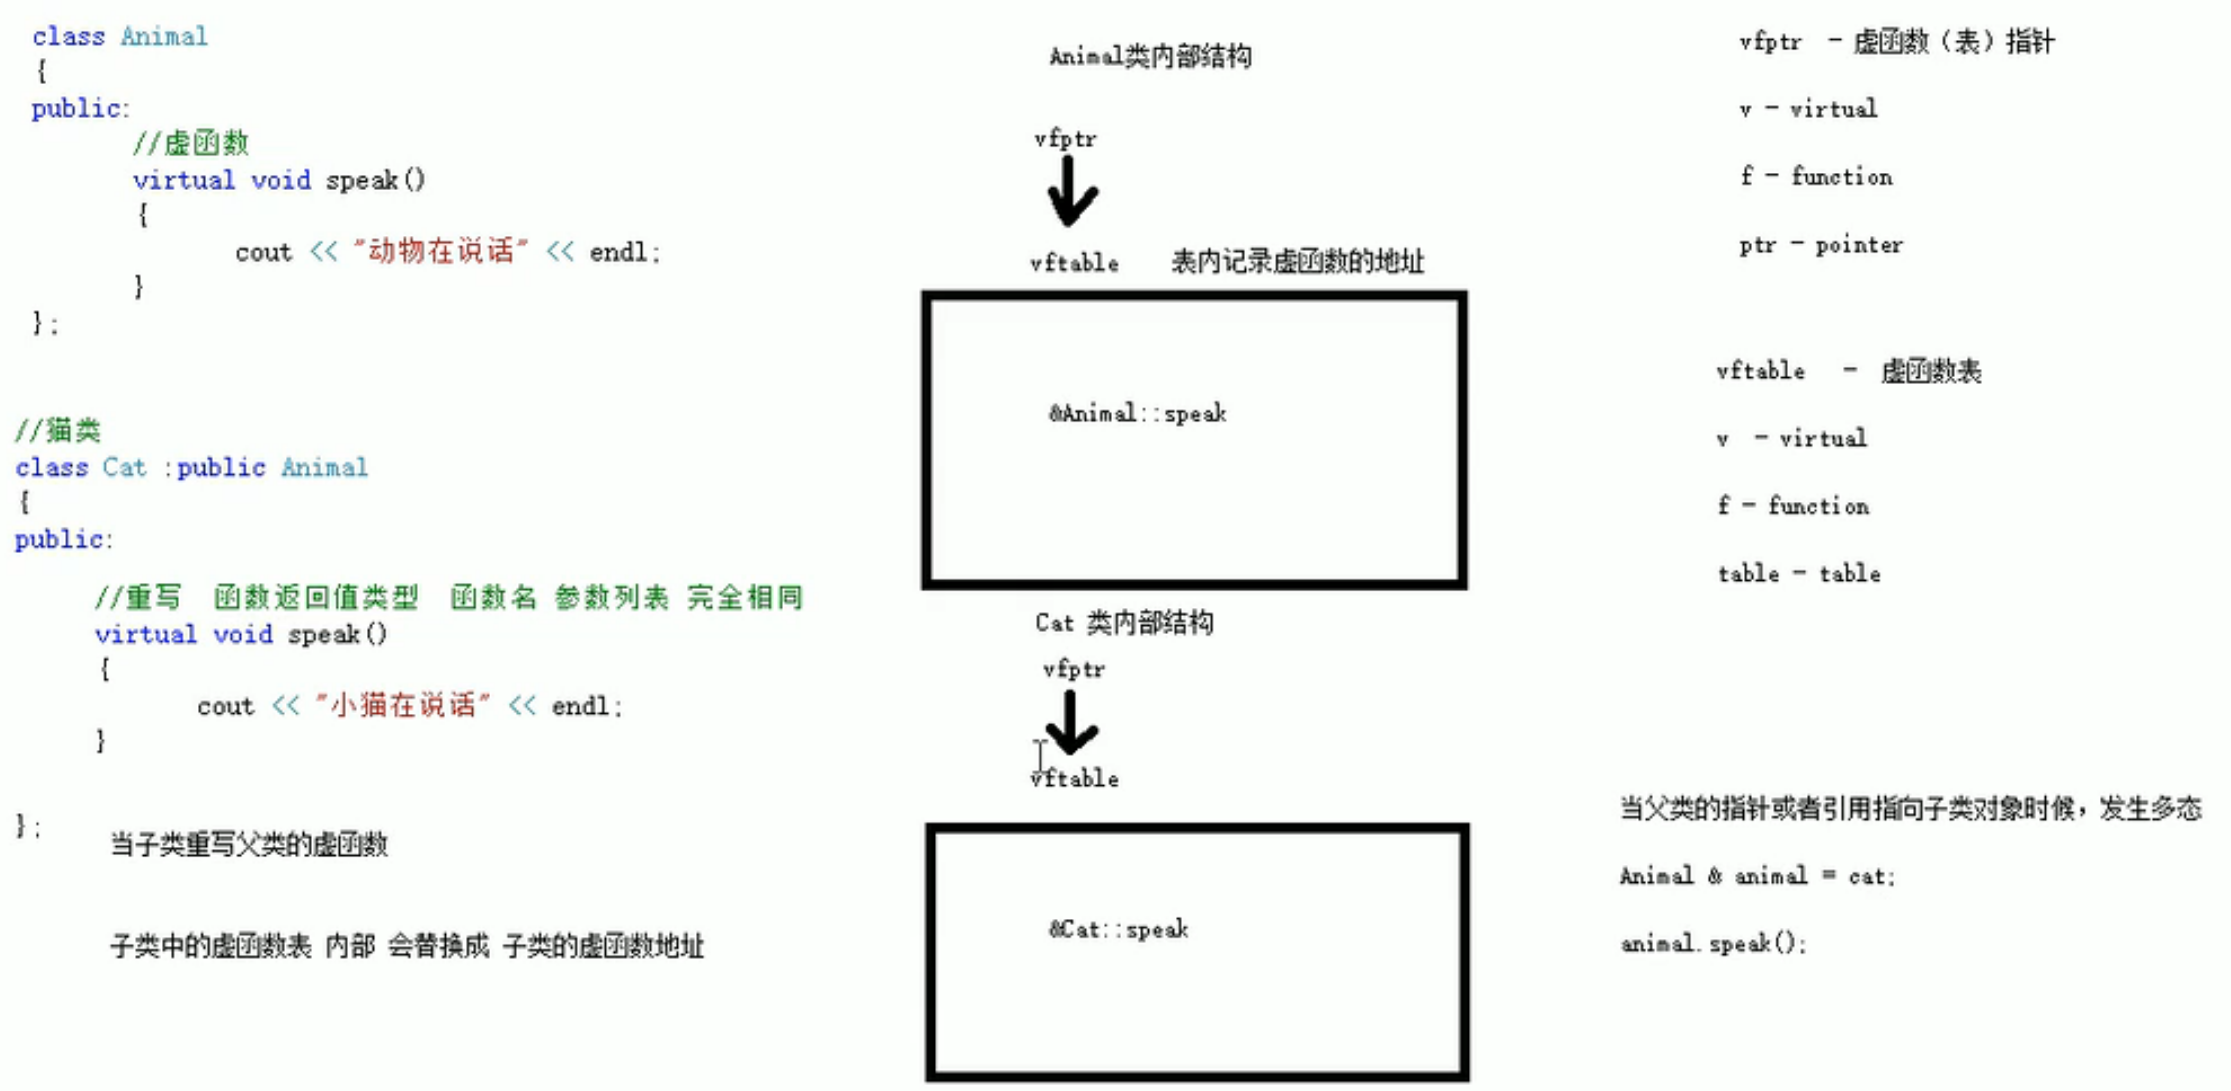 class Animal
{
public:
//虚函数
virtual void speak()
{
cout << "动物在说话" << endl;
}
};
//猫类
class Cat :public Animal
{
public:
//重写 函数返回值类型 函数名 参数列表 完全相同
virtual void speak()
{
cout << "小猫在说话" << endl;
}
};
当子类重写父类的虚函数
子类中的虚函数表 内部 会替换成 子类的虚函数地址
Animal类内部结构
vfptr
vftable 表内记录虚函数的地址
&Animal::speak
Cat 类内部结构
vfptr
vftable
&Cat::speak
vfptr - 虚函数（表）指针
v - virtual
f - function
ptr - pointer
vftable - 虚函数表
v - virtual
f - function
table - table
当父类的指针或者引用指向子类对象时候，发生多态
Animal & animal = cat;
animal.speak();